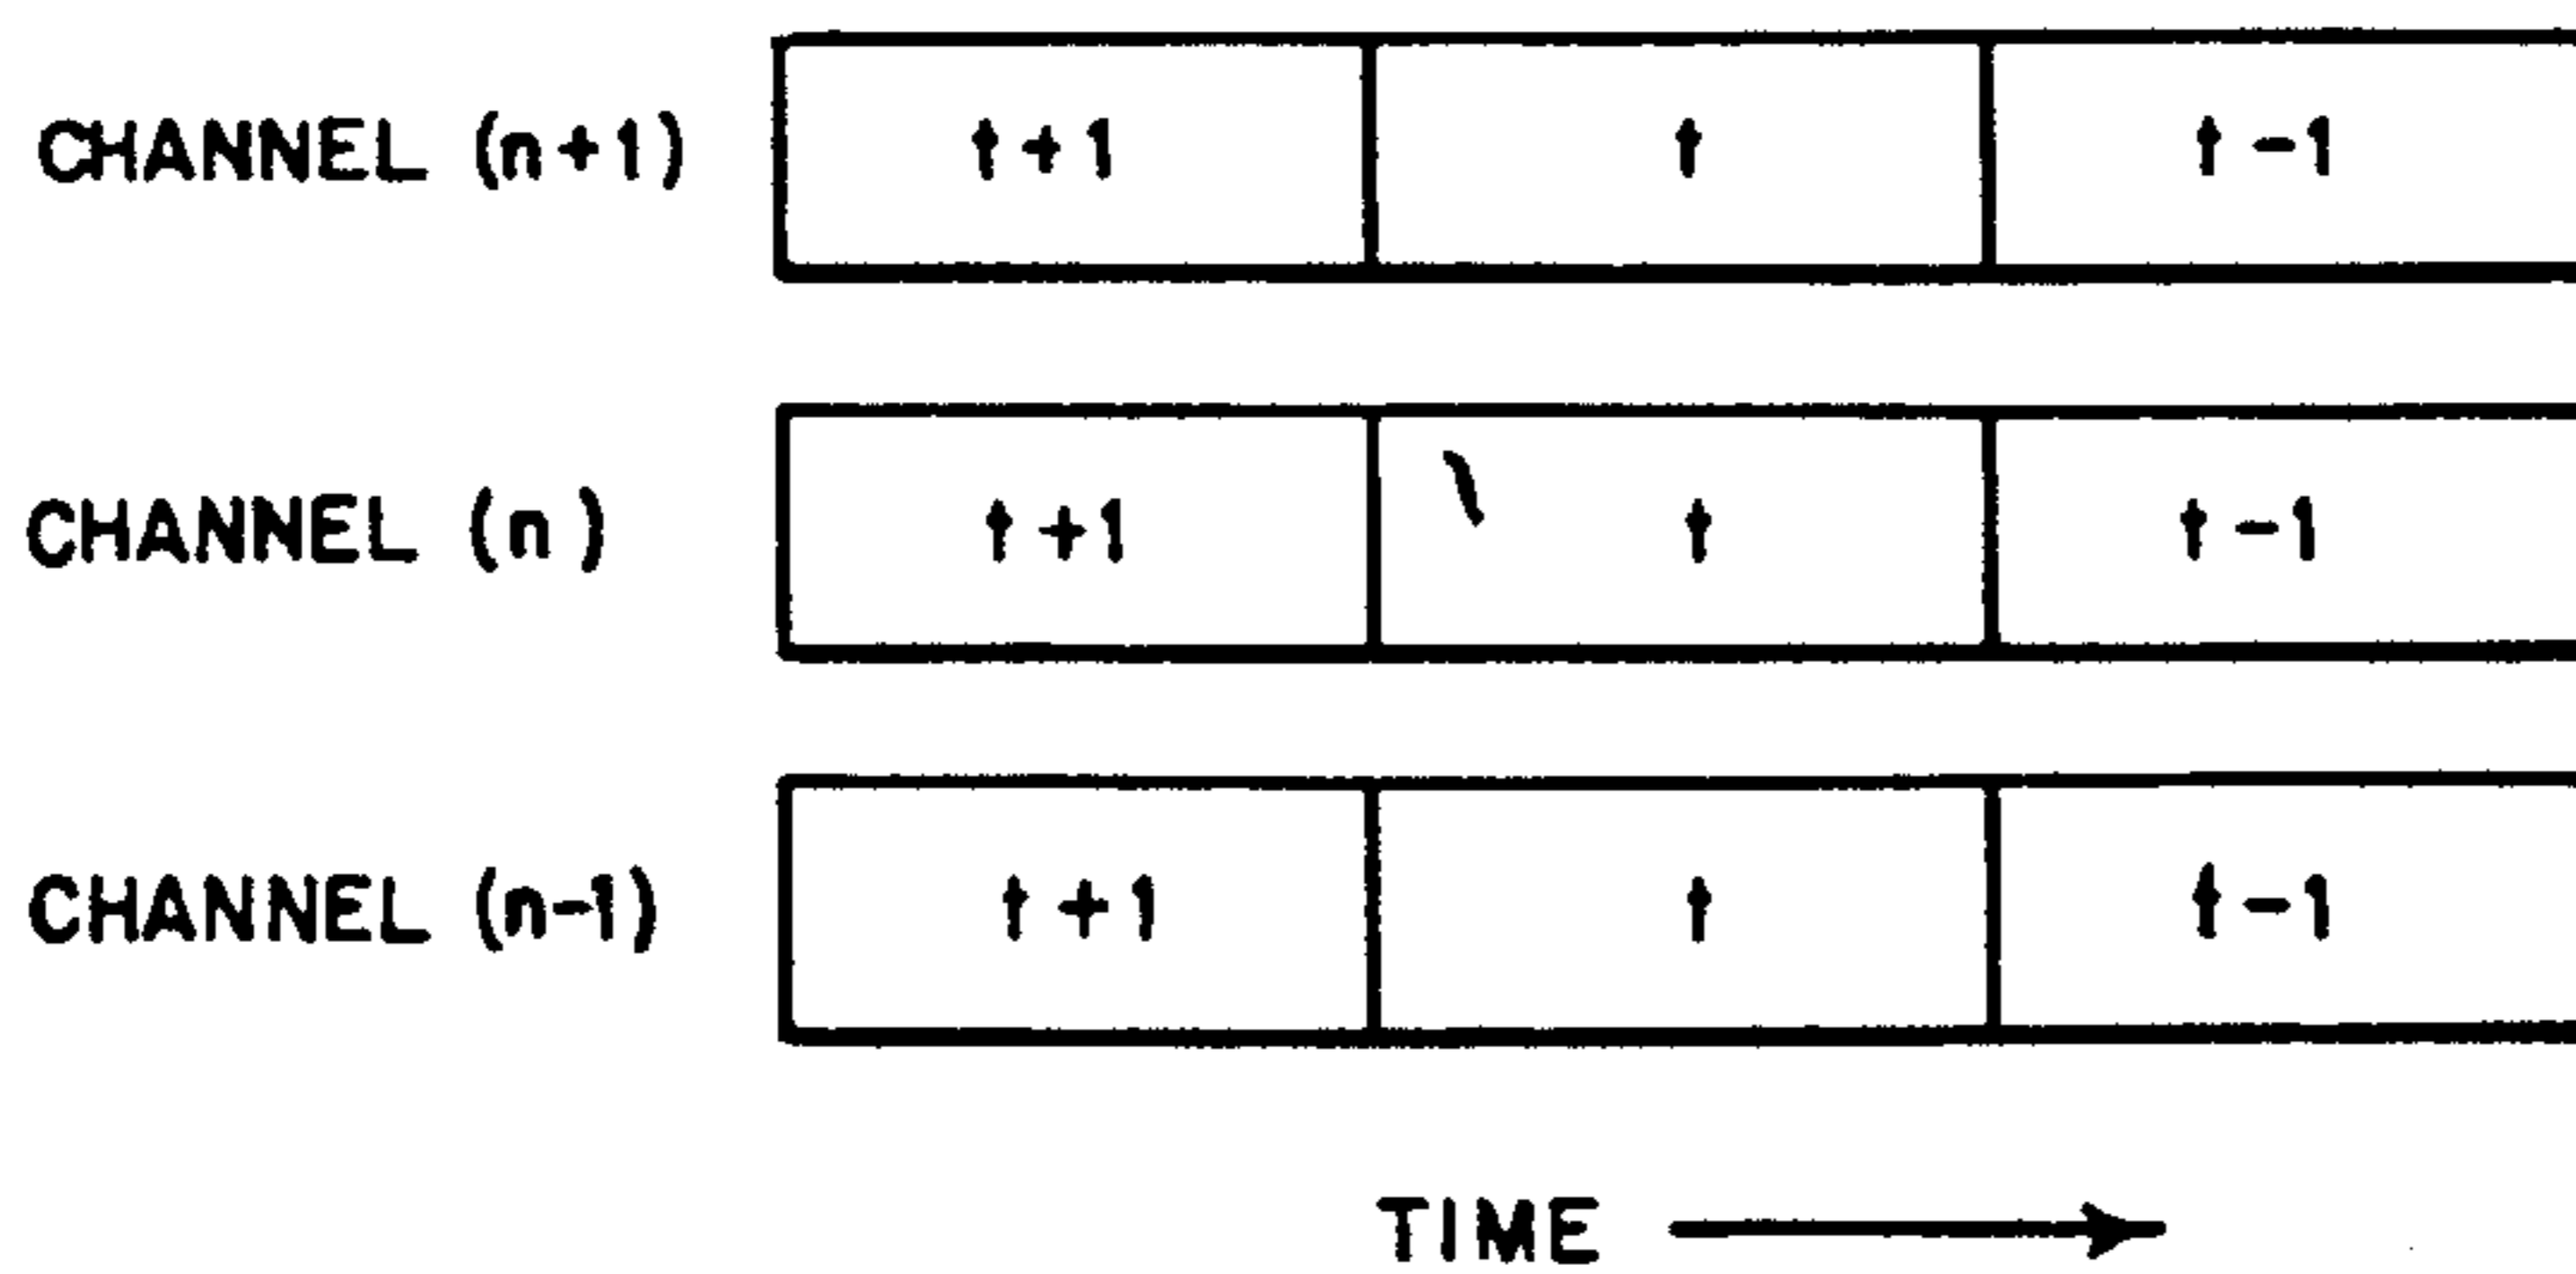 CHANNEL (n+1) t+1 t t-1
CHANNEL (n) t+1 t t-1
CHANNEL (n-1) t+1 t t-1
TIME